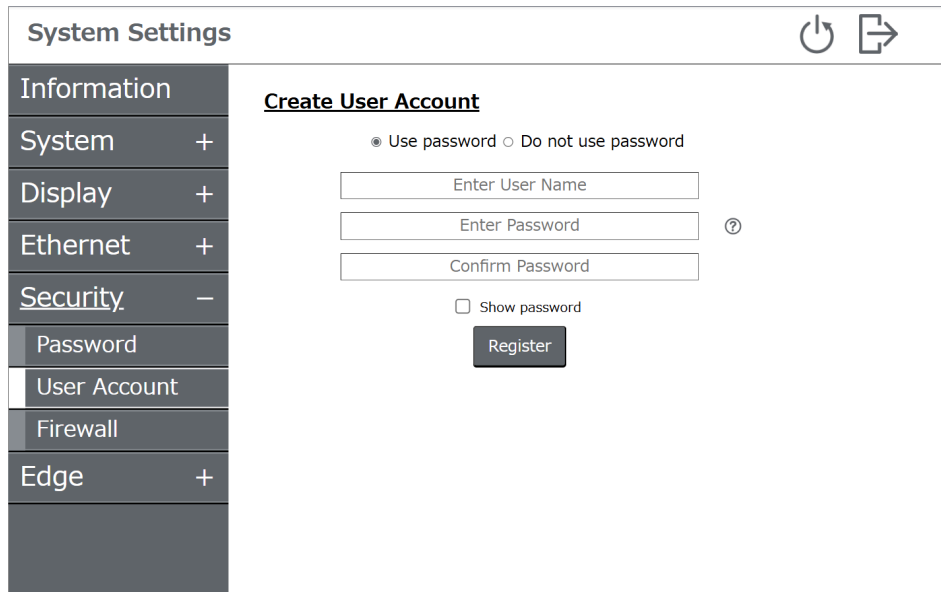 System Settings
Information
System +
Display +
Ethernet +
Security −
Password
User Account
Firewall
Edge +
Create User Account
Use password Do not use password
Enter User Name
Enter Password ?
Confirm Password
Show password
Register